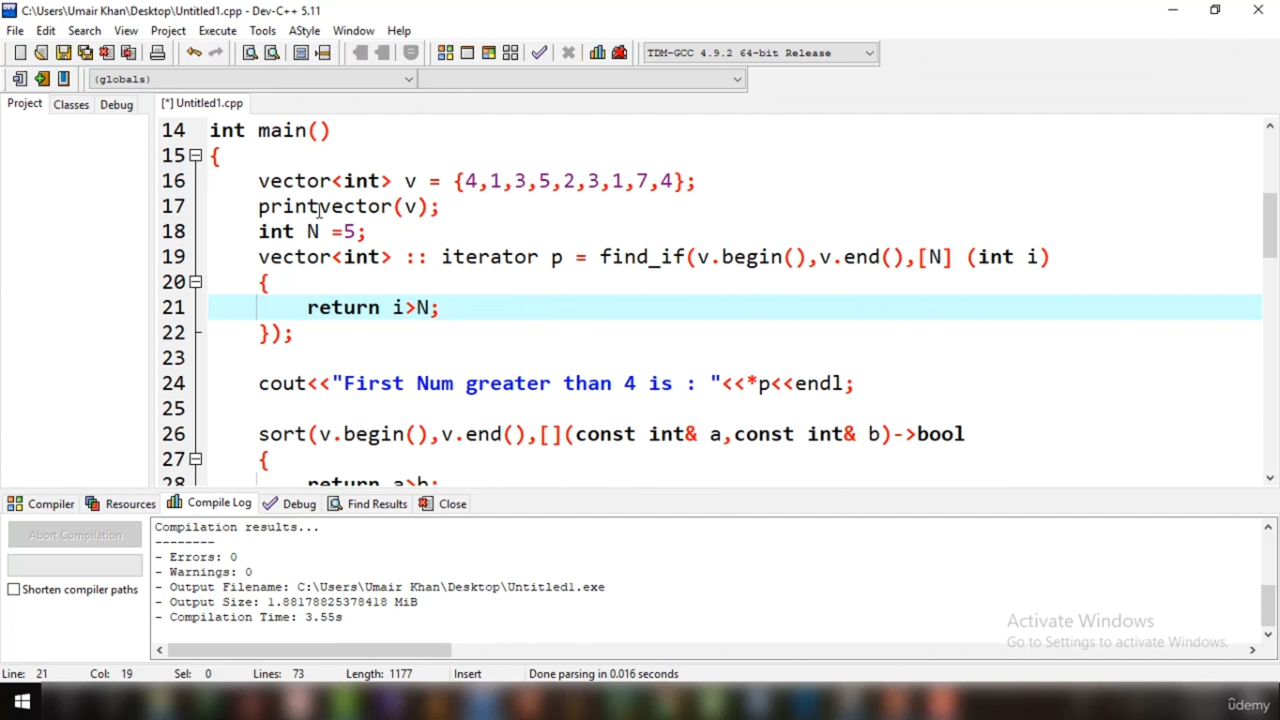 C:\Users\Umair Khan\Desktop\Untitled1.cpp - Dev-C++ 5.11
File Edit Search View Project Execute Tools AStyle Window Help
TDM-GCC 4.9.2 64-bit Release
(globals)
Project Classes Debug [*] Untitled1.cpp
14 int main()
15 {
16 vector<int> v = {4,1,3,5,2,3,1,7,4};
17 printvector(v);
18 int N =5;
19 vector<int> :: iterator p = find_if(v.begin(),v.end(),[N] (int i)
20 {
21 return i>N;
22 });
23
24 cout<<"First Num greater than 4 is : "<<*p<<endl;
25
26 sort(v.begin(),v.end(),[](const int& a,const int& b)->bool
27 {
28 return a>b;
Compiler Resources Compile Log Debug Find Results Close
Abort Compilation
Shorten compiler paths
Compilation results...
--------
- Errors: 0
- Warnings: 0
- Output Filename: C:\Users\Umair Khan\Desktop\Untitled1.exe
- Output Size: 1.88178825378418 MiB
- Compilation Time: 3.55s
Activate Windows
Go to Settings to activate Windows.
Line: 21 Col: 19 Sel: 0 Lines: 73 Length: 1177 Insert Done parsing in 0.016 seconds
ûdemy